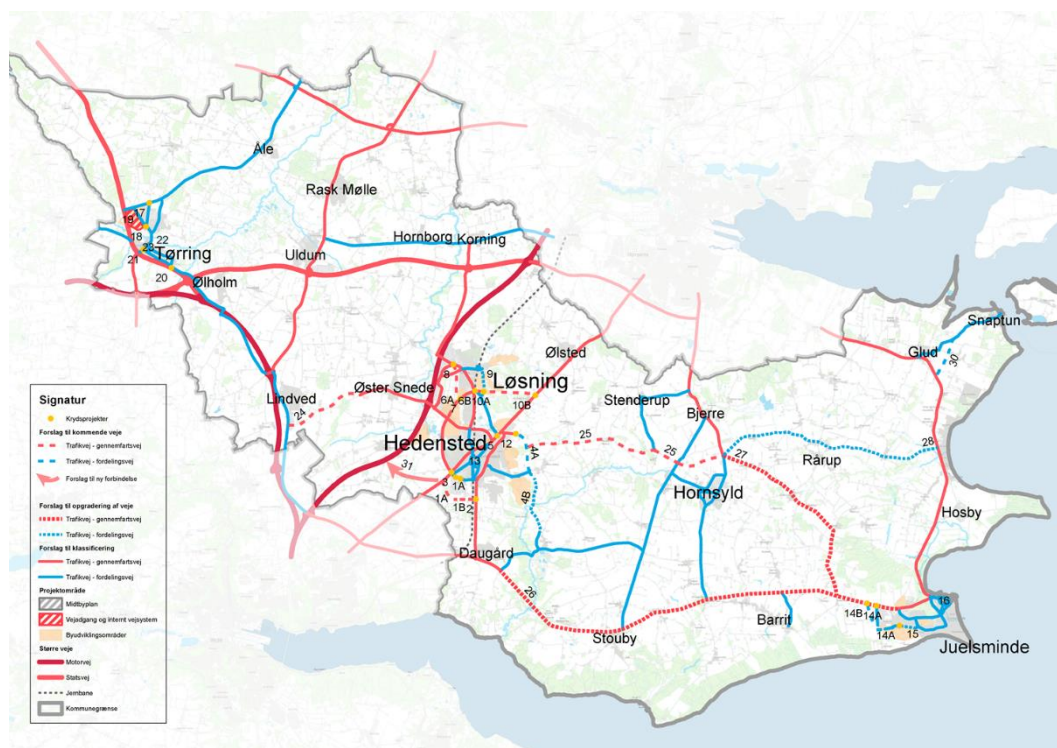 Åle
Rask Mølle
17
19
18
22
23
Tørring
21
20
Ølholm
Uldum
Hornborg
Korning
Snaptun
Glud
30
Ølsted
8
9
Løsning
Øster Snede
6A
6B
10A
10B
7
Lindved
24
Stenderup
Bjerre
Hedensted
5
12
4A
25
25
27
28
Rårup
13
31
3
1A
1A
1B
2
4B
Hornsyld
Hosby
Daugård
26
Stouby
Barrit
14B
14A
14A
15
16
Juelsminde
Signatur
Krydsprojekter
Forslag til kommende veje
Trafikvej - gennemfartsvej
Trafikvej - fordelingsvej
Forslag til ny forbindelse
Forslag til opgradering af veje
Trafikvej - gennemfartsvej
Trafikvej - fordelingsvej
Forslag til klassificering
Trafikvej - gennemfartsvej
Trafikvej - fordelingsvej
Projektområde
Midtbyplan
Vejadgang og internt vejsystem
Byudviklingsområder
Større veje
Motorvej
Statsvej
Jernbane
Kommunegrænse